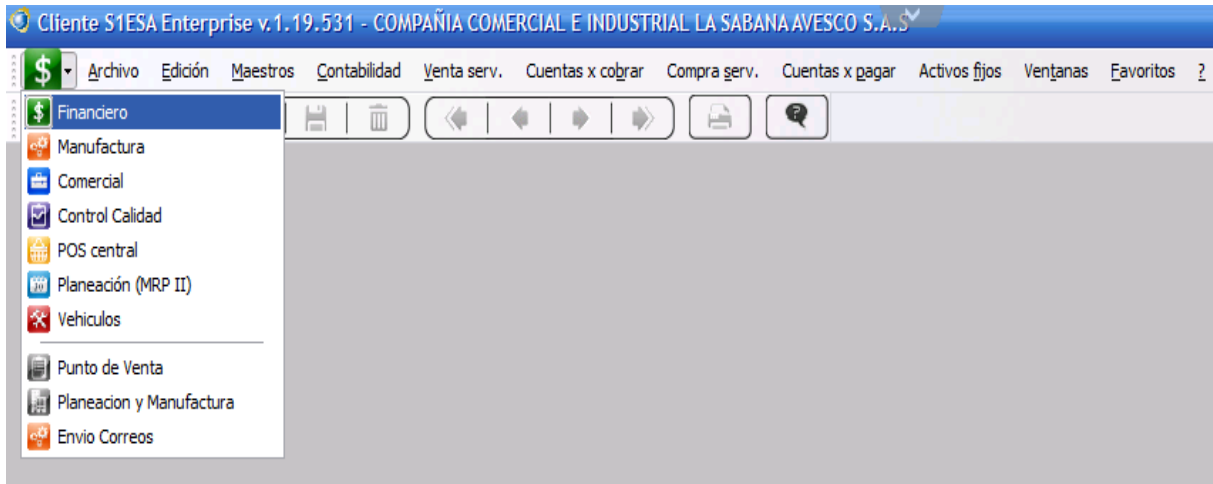 Cliente S1ESA Enterprise v.1.19.531 - COMPAÑIA COMERCIAL E INDUSTRIAL LA SABANA AVESCO S.A.S
$ Archivo Edición Maestros Contabilidad Venta serv. Cuentas x cobrar Compra serv. Cuentas x pagar Activos fijos Ventanas Favoritos ?
Financiero
Manufactura
Comercial
Control Calidad
POS central
Planeación (MRP II)
Vehiculos
Punto de Venta
Planeacion y Manufactura
Envio Correos